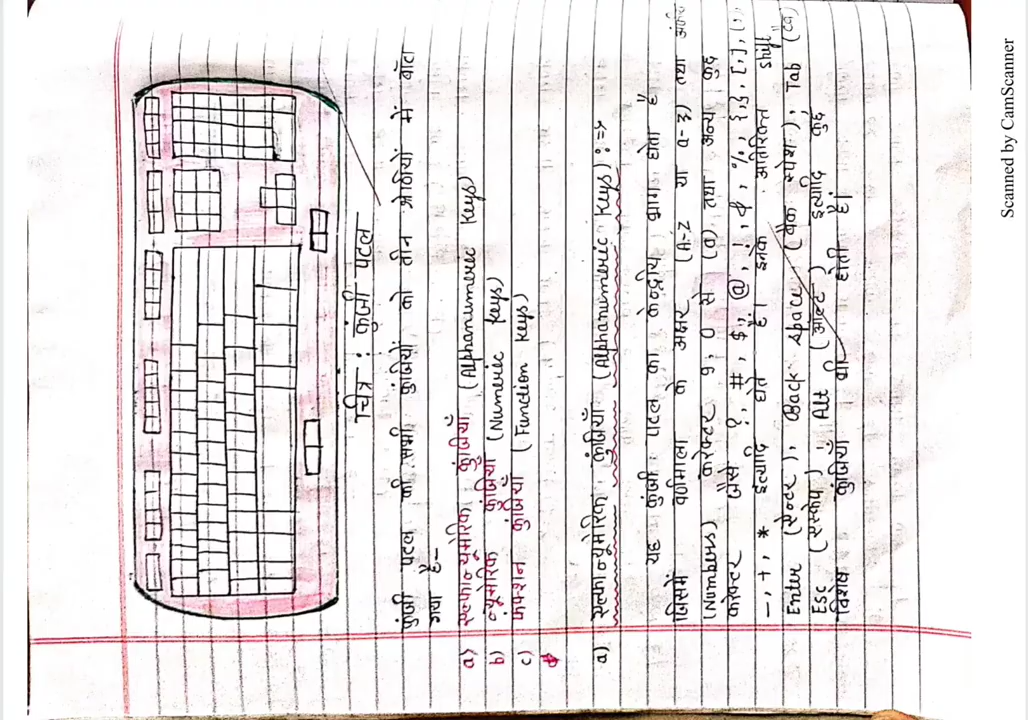 चित्र : कुंजी पटल
कुंजी पटल की सभी कुंजियों को तीन श्रेणियों में बाँटा
गया है:-
a) एल्फान्यूमेरिक कुंजियाँ (Alphanumeric Keys)
b) न्यूमेरिक कुंजियाँ (Numeric Keys)
c) फंक्शन कुंजियाँ (Function Keys)
a) एल्फान्यूमेरिक कुंजियाँ (Alphanumeric Keys) :=>
यह कुंजी पटल का केन्द्रीय भाग होता है
जिसमें वर्णमाला के अक्षर (A-Z या a-z) तथा अंकीय
(Numbers) करेक्टर 9, 0 से (a) तथा अन्य कुछ
करेक्टर जैसे ?, #, $, @, !, %, {,}, [,], (,)
-, +, * इत्यादि होते हैं। इनके अतिरिक्त Shift
Enter (एन्टर), Back Space (बैक स्पेश), Tab (टैब)
Esc (एस्केप), Alt (आल्ट) इत्यादि कुछ
विशेष कुंजियाँ भी होती हैं।
Scanned by CamScanner